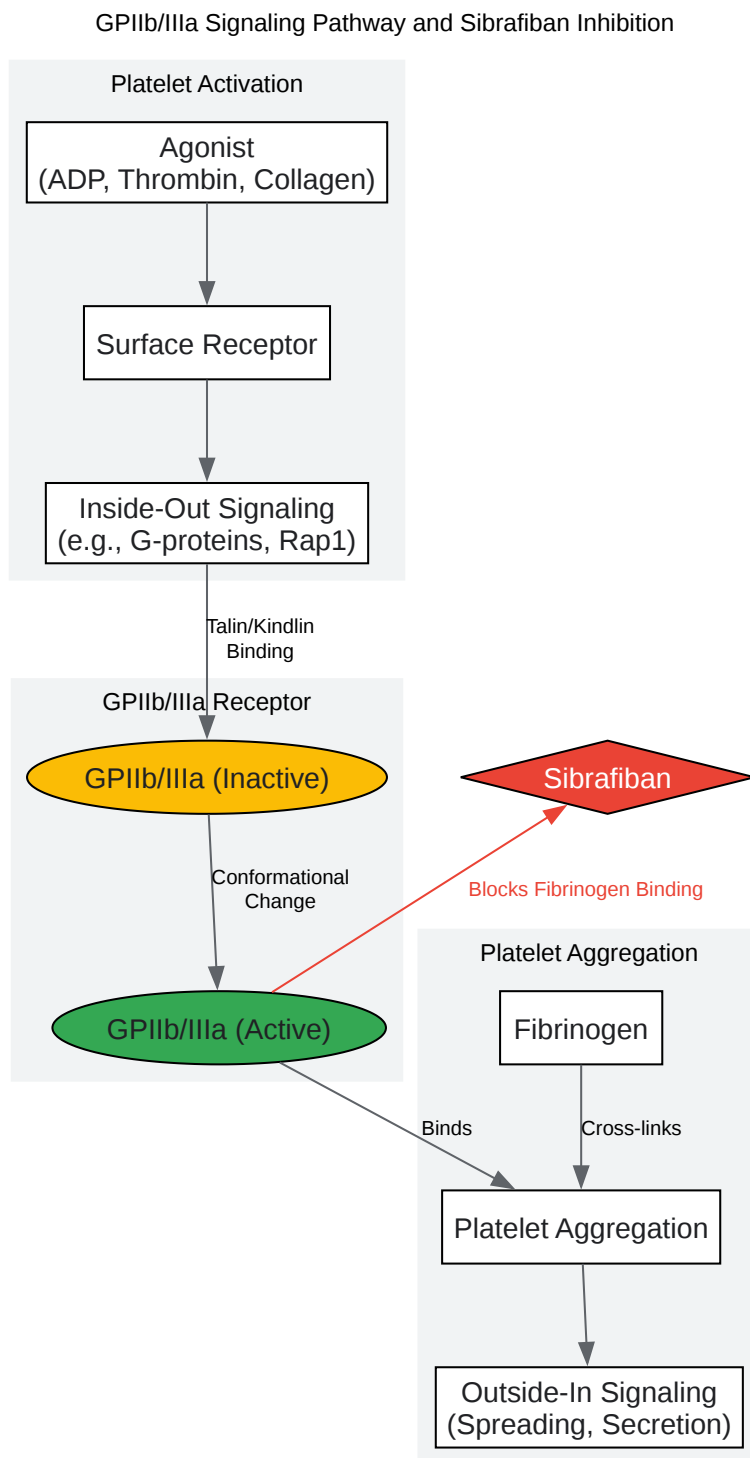 GPIIb/IIIa Signaling Pathway and Sibrafiban Inhibition
Platelet Activation
Agonist
(ADP, Thrombin, Collagen)
Surface Receptor
Inside-Out Signaling
(e.g., G-proteins, Rap1)
Talin/Kindlin
Binding
GPIIb/IIIa Receptor
GPIIb/IIIa (Inactive)
Sibrafiban
Conformational
Change
Blocks Fibrinogen Binding
Platelet Aggregation
GPIIb/IIIa (Active)
Fibrinogen
Binds
Cross-links
Platelet Aggregation
Outside-In Signaling
(Spreading, Secretion)